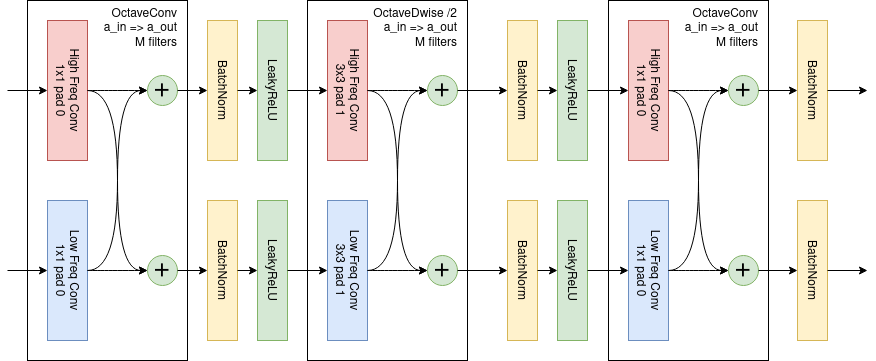 OctaveConv
a_in => a_out
M filters
High Freq Conv
1x1 pad 0
+
BatchNorm
LeakyReLU
OctaveDwise /2
a_in => a_out
M filters
High Freq Conv
3x3 pad 1
+
BatchNorm
LeakyReLU
OctaveConv
a_in => a_out
M filters
High Freq Conv
1x1 pad 0
+
BatchNorm
Low Freq Conv
1x1 pad 0
+
BatchNorm
LeakyReLU
Low Freq Conv
3x3 pad 1
+
BatchNorm
LeakyReLU
Low Freq Conv
1x1 pad 0
+
BatchNorm